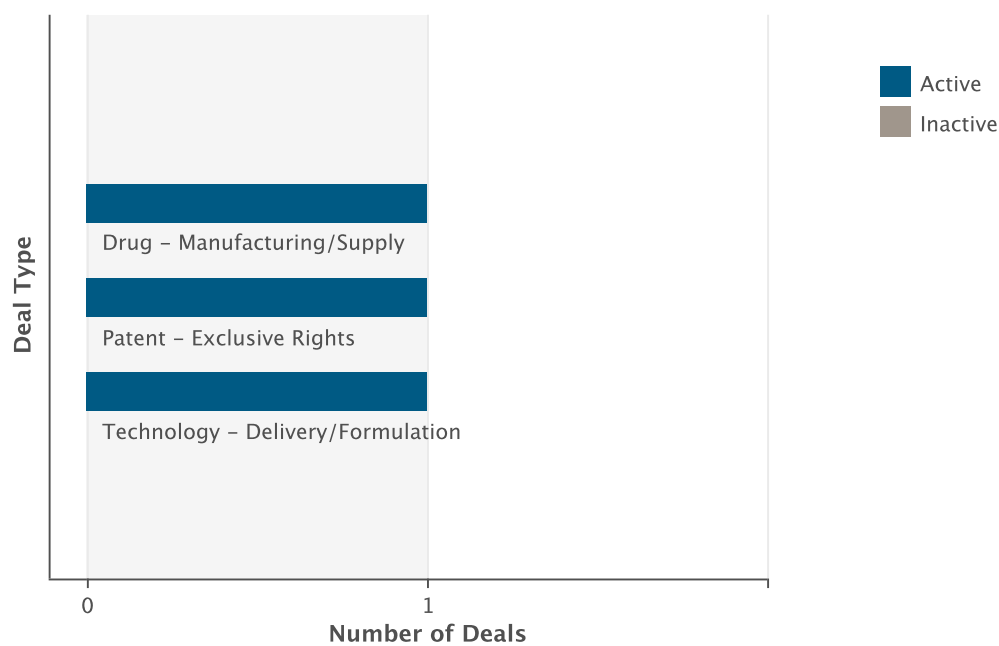 Active
Inactive
Drug – Manufacturing/Supply
Patent – Exclusive Rights
Technology – Delivery/Formulation
Deal Type
0
1
Number of Deals